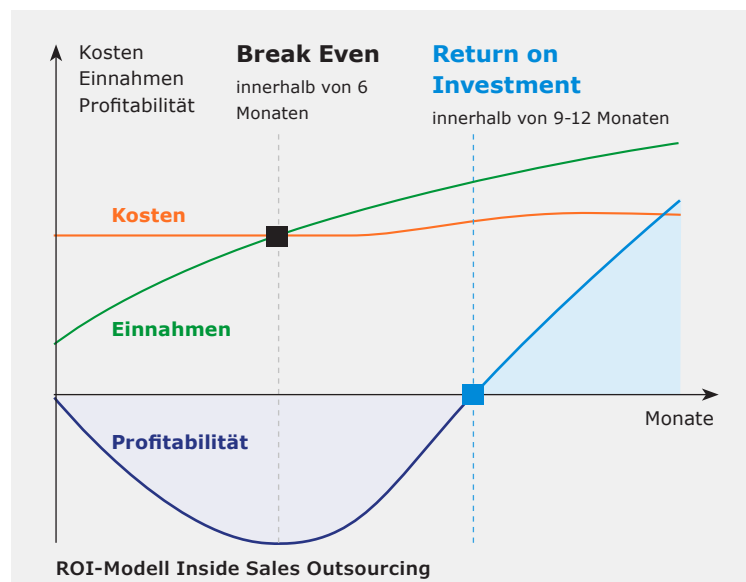 Kosten
Einnahmen
Profitabilität
Break Even
innerhalb von 6
Monaten
Return on
Investment
innerhalb von 9-12 Monaten
Kosten
Einnahmen
Profitabilität
Monate
ROI-Modell Inside Sales Outsourcing